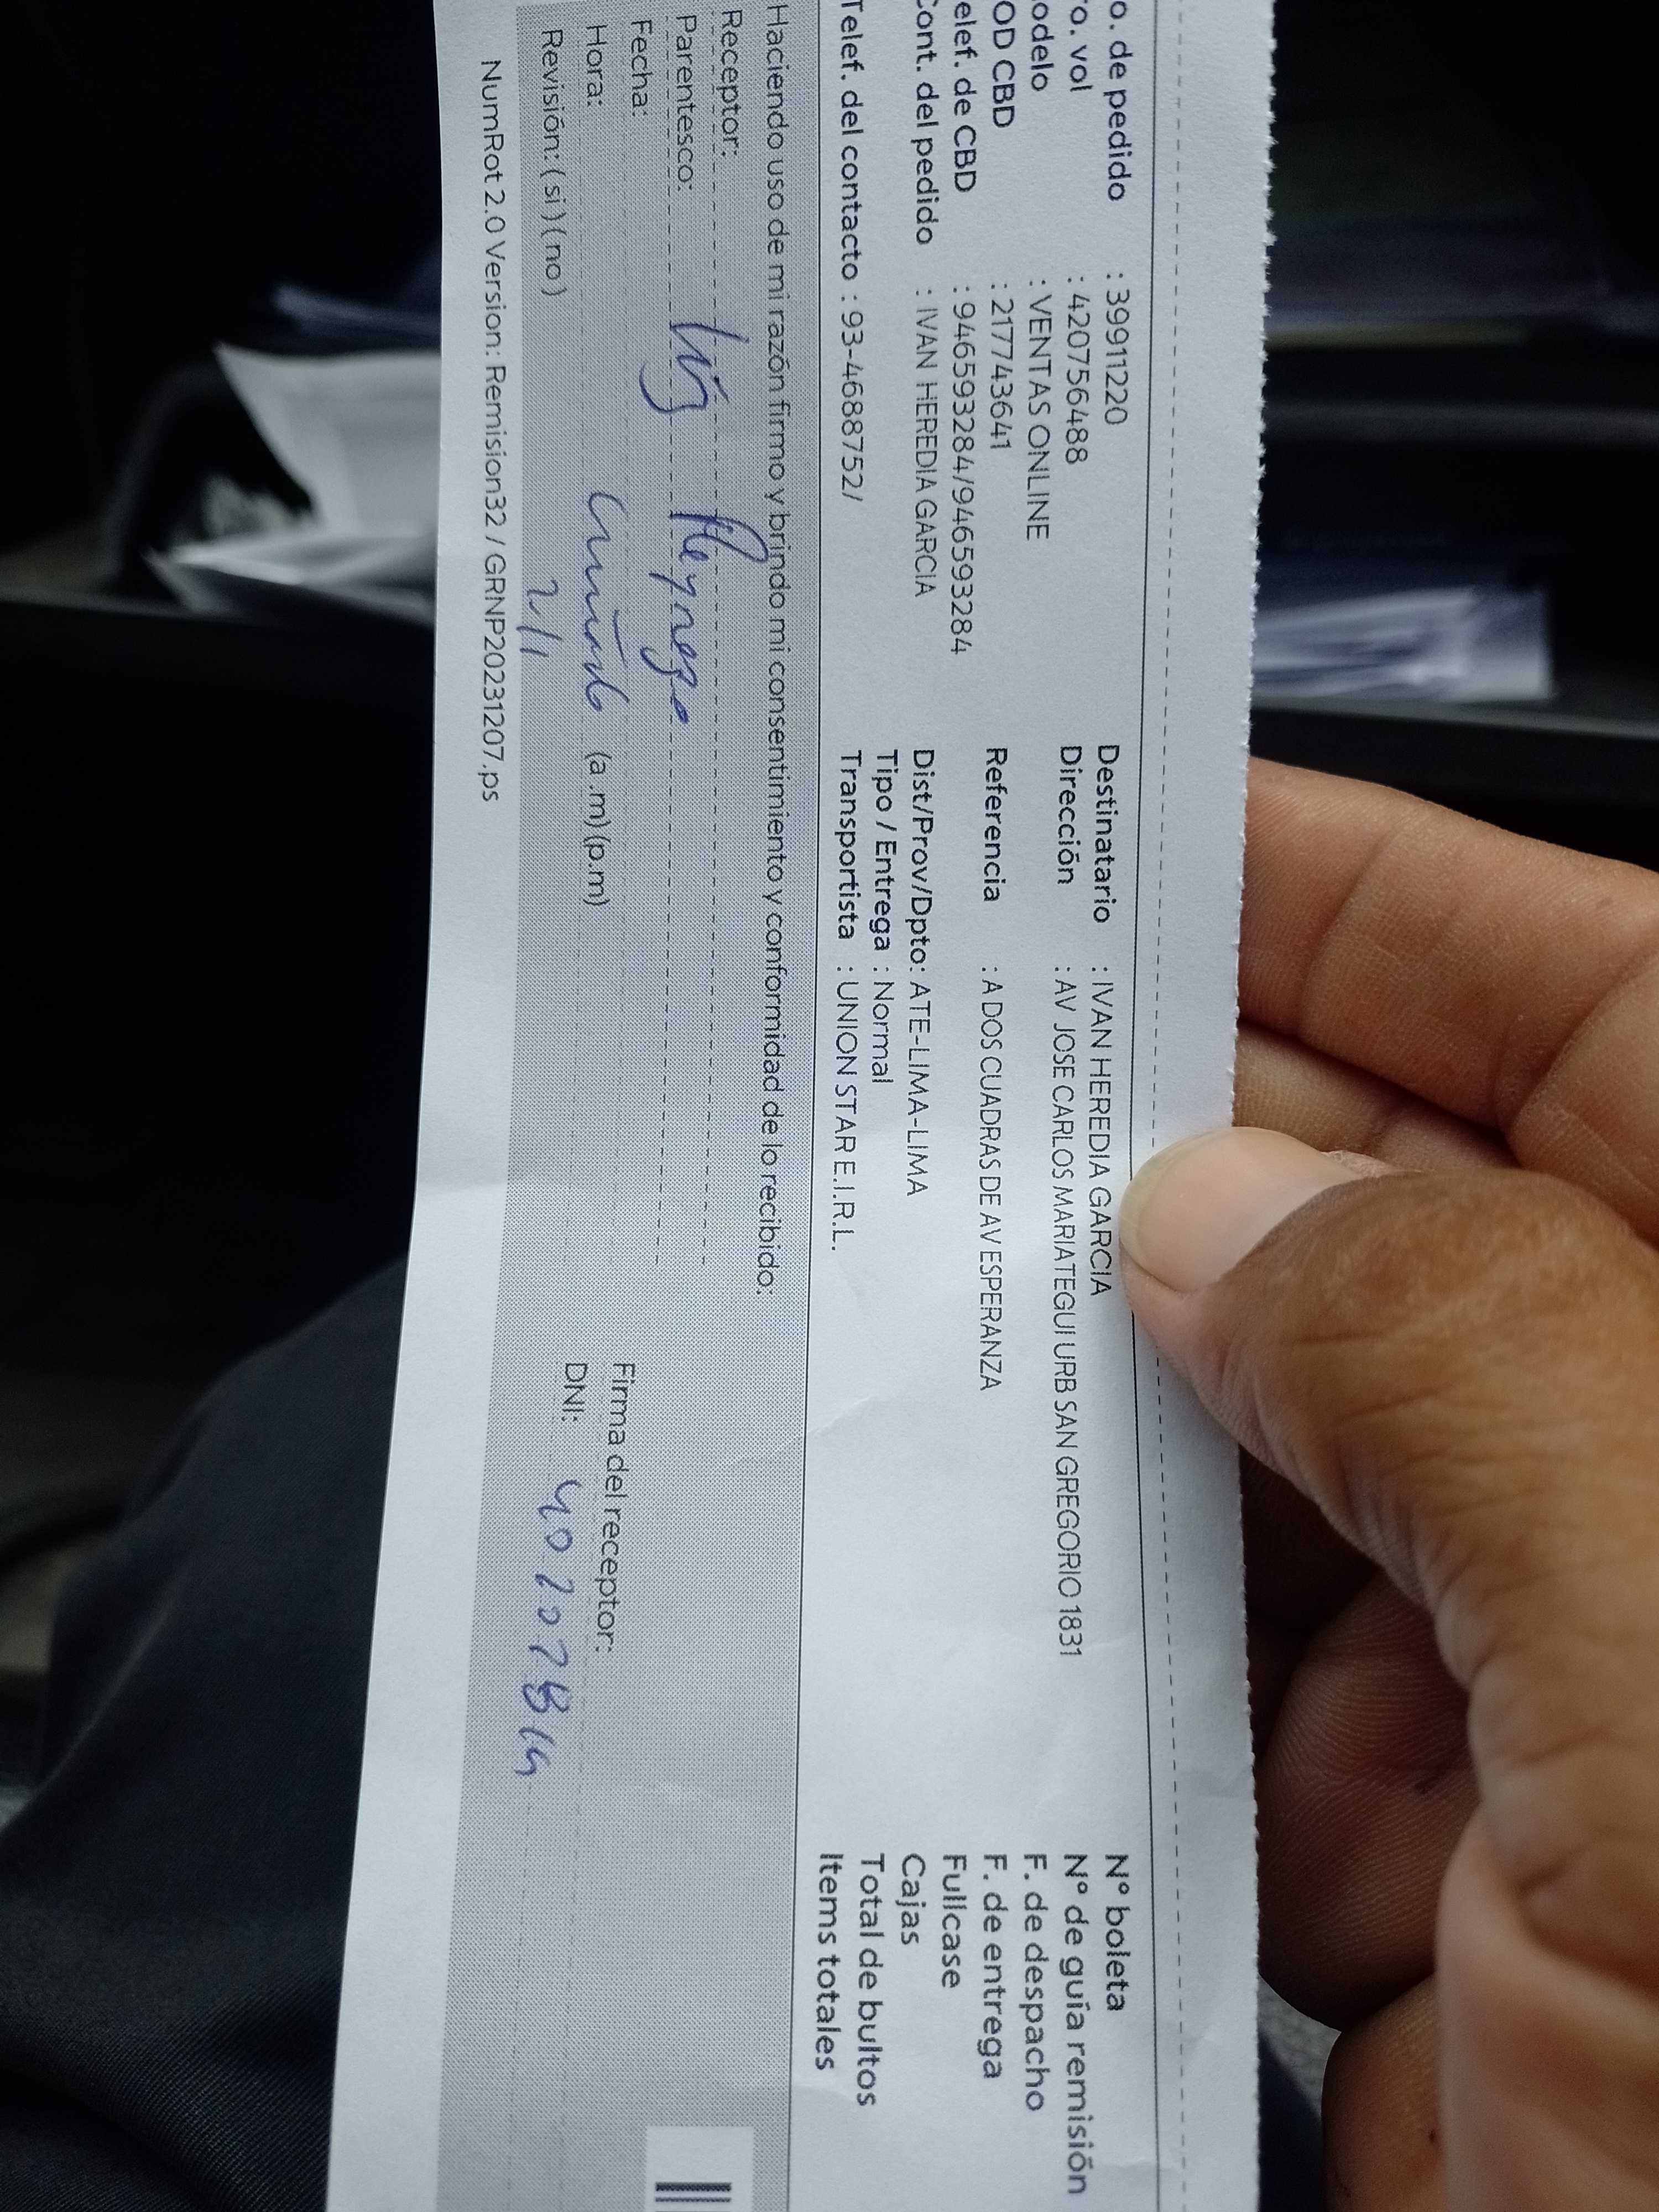 o. de pedido : 39911220
ro. vol : 420756488
odelo : VENTAS ONLINE
OD CBD : 217743641
elef. de CBD : 946593284/946593284
Cont. del pedido : IVAN HEREDIA GARCIA
Telef. del contacto : 93-4688752/
Destinatario : IVAN HEREDIA GARCIA
Dirección : AV JOSE CARLOS MARIATEGUI URB SAN GREGORIO 1831
Referencia : A DOS CUADRAS DE AV ESPERANZA
Dist/Prov/Dpto: ATE-LIMA-LIMA
Tipo / Entrega : Normal
Transportista : UNION STAR E.I.R.L.
N° boleta
N° de guía remisión
F. de despacho
F. de entrega
Fullcase
Cajas
Total de bultos
Items totales
Haciendo uso de mi razón firmo y brindo mi consentimiento y conformidad de lo recibido:
Receptor:
Parentesco:
Fecha:
Hora: cuñado (a.m)(p.m)
Revisión: ( si ) ( no ) 2/1
Firma del receptor:
DNI:
NumRot 2.0 Version: Remision32 / GRNP20231207.ps